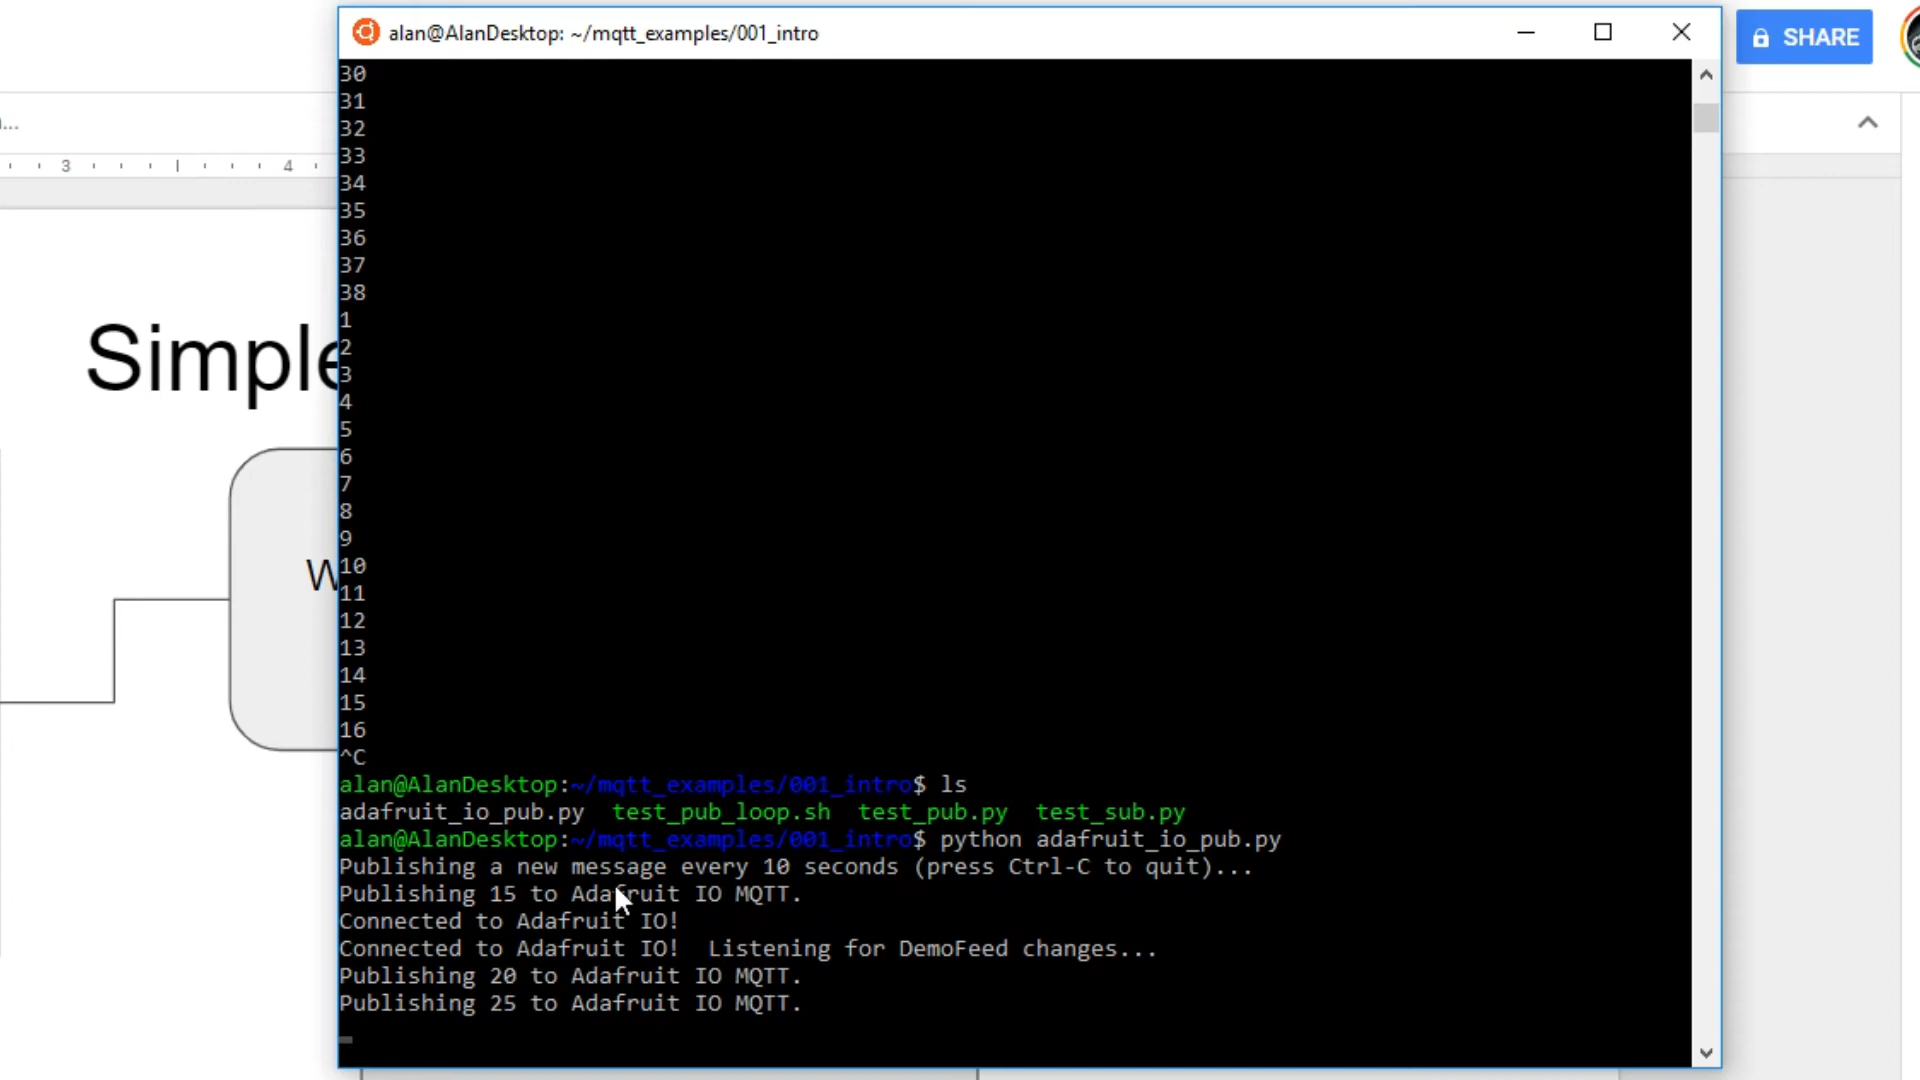 alan@AlanDesktop: ~/mqtt_examples/001_intro
SHARE
...
3
4
Simple
W
30
31
32
33
34
35
36
37
38
1
2
3
4
5
6
7
8
9
10
11
12
13
14
15
16
^C
alan@AlanDesktop:~/mqtt_examples/001_intro$ ls
adafruit_io_pub.py  test_pub_loop.sh  test_pub.py  test_sub.py
alan@AlanDesktop:~/mqtt_examples/001_intro$ python adafruit_io_pub.py
Publishing a new message every 10 seconds (press Ctrl-C to quit)...
Publishing 15 to Adafruit IO MQTT.
Connected to Adafruit IO!
Connected to Adafruit IO!  Listening for DemoFeed changes...
Publishing 20 to Adafruit IO MQTT.
Publishing 25 to Adafruit IO MQTT.